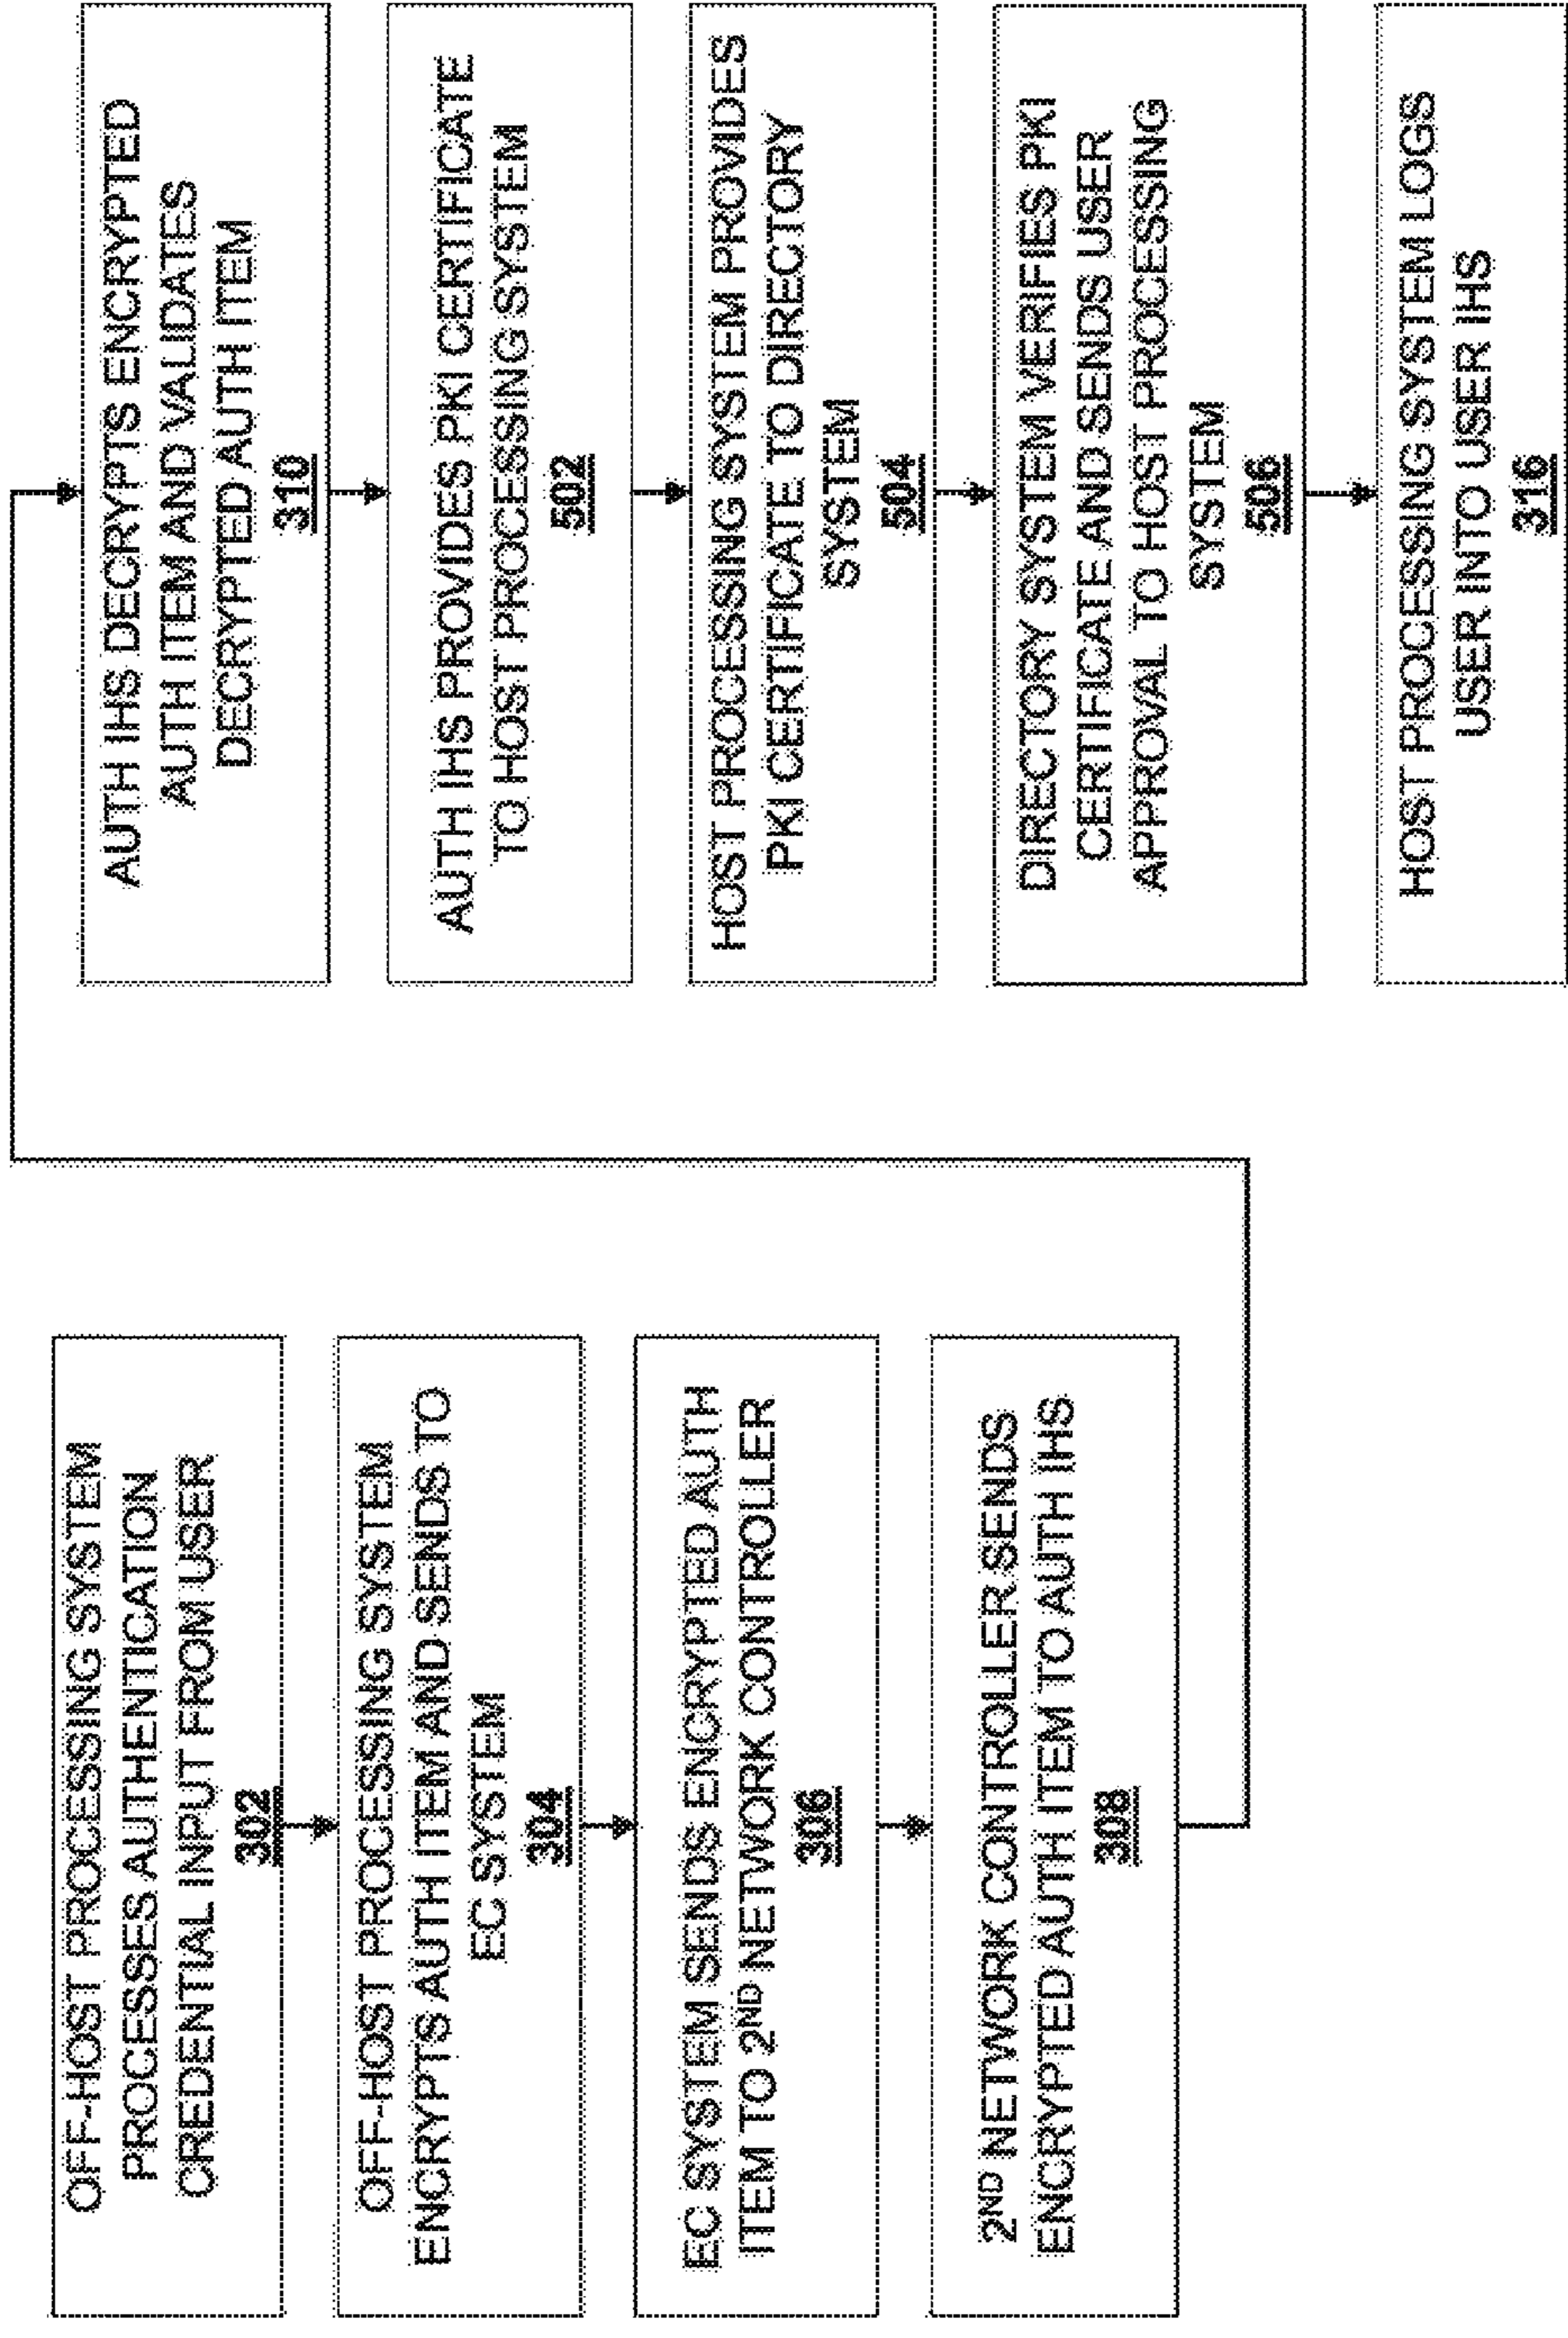 OFF-HOST PROCESSING SYSTEM
PROCESSES AUTHENTICATION
CREDENTIAL INPUT FROM USER
302
OFF-HOST PROCESSING SYSTEM
ENCRYPTS AUTH ITEM AND SENDS TO
EC SYSTEM
304
EC SYSTEM SENDS ENCRYPTED AUTH
ITEM TO 2ND NETWORK CONTROLLER
306
2ND NETWORK CONTROLLER SENDS
ENCRYPTED AUTH ITEM TO AUTH IHS
308
AUTH IHS DECRYPTS ENCRYPTED
AUTH ITEM AND VALIDATES
DECRYPTED AUTH ITEM
310
AUTH IHS PROVIDES PKI CERTIFICATE
TO HOST PROCESSING SYSTEM
502
HOST PROCESSING SYSTEM PROVIDES
PKI CERTIFICATE TO DIRECTORY
SYSTEM
504
DIRECTORY SYSTEM VERIFIES PKI
CERTIFICATE AND SENDS USER
APPROVAL TO HOST PROCESSING
SYSTEM
506
HOST PROCESSING SYSTEM LOGS
USER INTO USER IHS
316